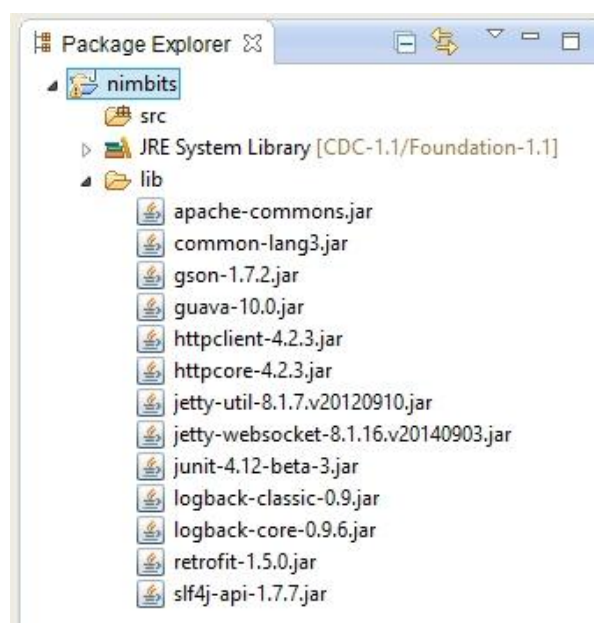 Package Explorer
nimbits
src
JRE System Library [CDC-1.1/Foundation-1.1]
lib
apache-commons.jar
common-lang3.jar
gson-1.7.2.jar
guava-10.0.jar
httpclient-4.2.3.jar
httpcore-4.2.3.jar
jetty-util-8.1.7.v20120910.jar
jetty-websocket-8.1.16.v20140903.jar
junit-4.12-beta-3.jar
logback-classic-0.9.jar
logback-core-0.9.6.jar
retrofit-1.5.0.jar
slf4j-api-1.7.7.jar